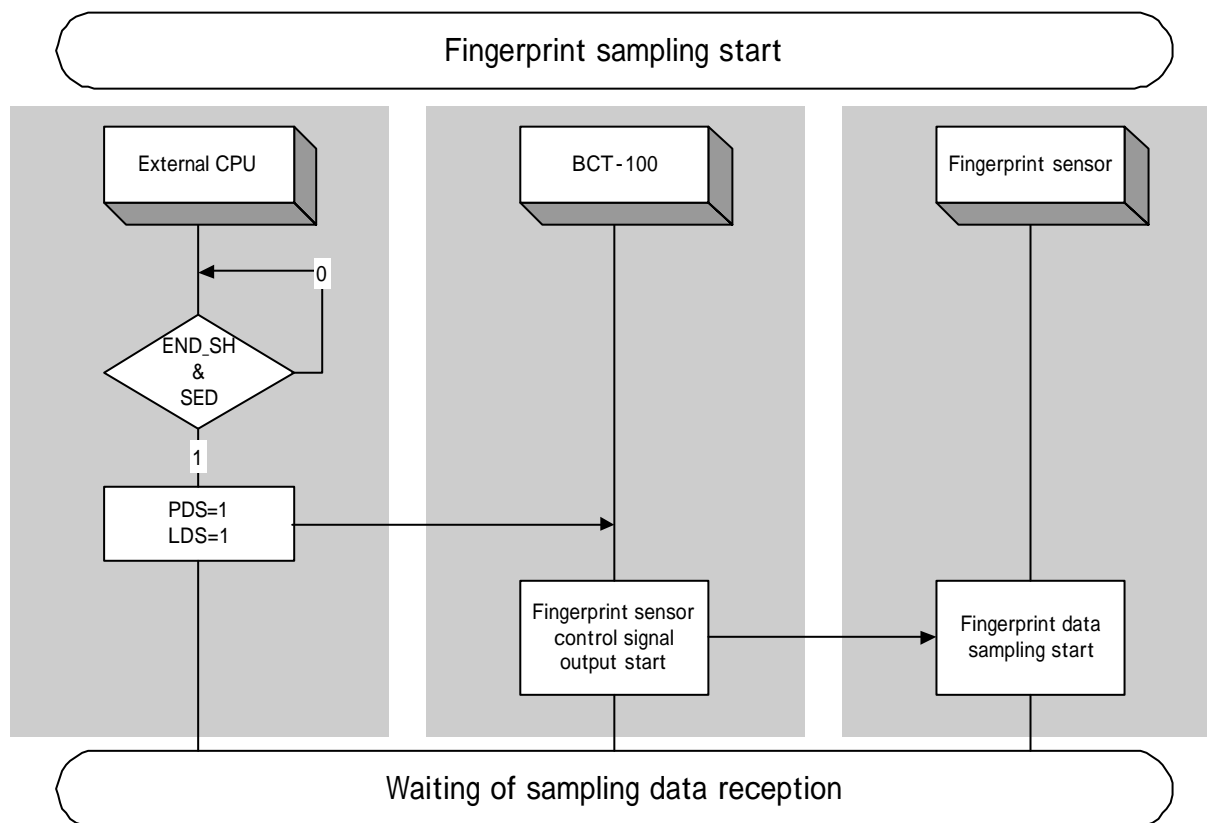 Fingerprint sampling start
External CPU
BCT-100
Fingerprint sensor
0
END_SH
&
SED
1
PDS=1
LDS=1
Fingerprint sensor
control signal
output start
Fingerprint data
sampling start
Waiting of sampling data reception